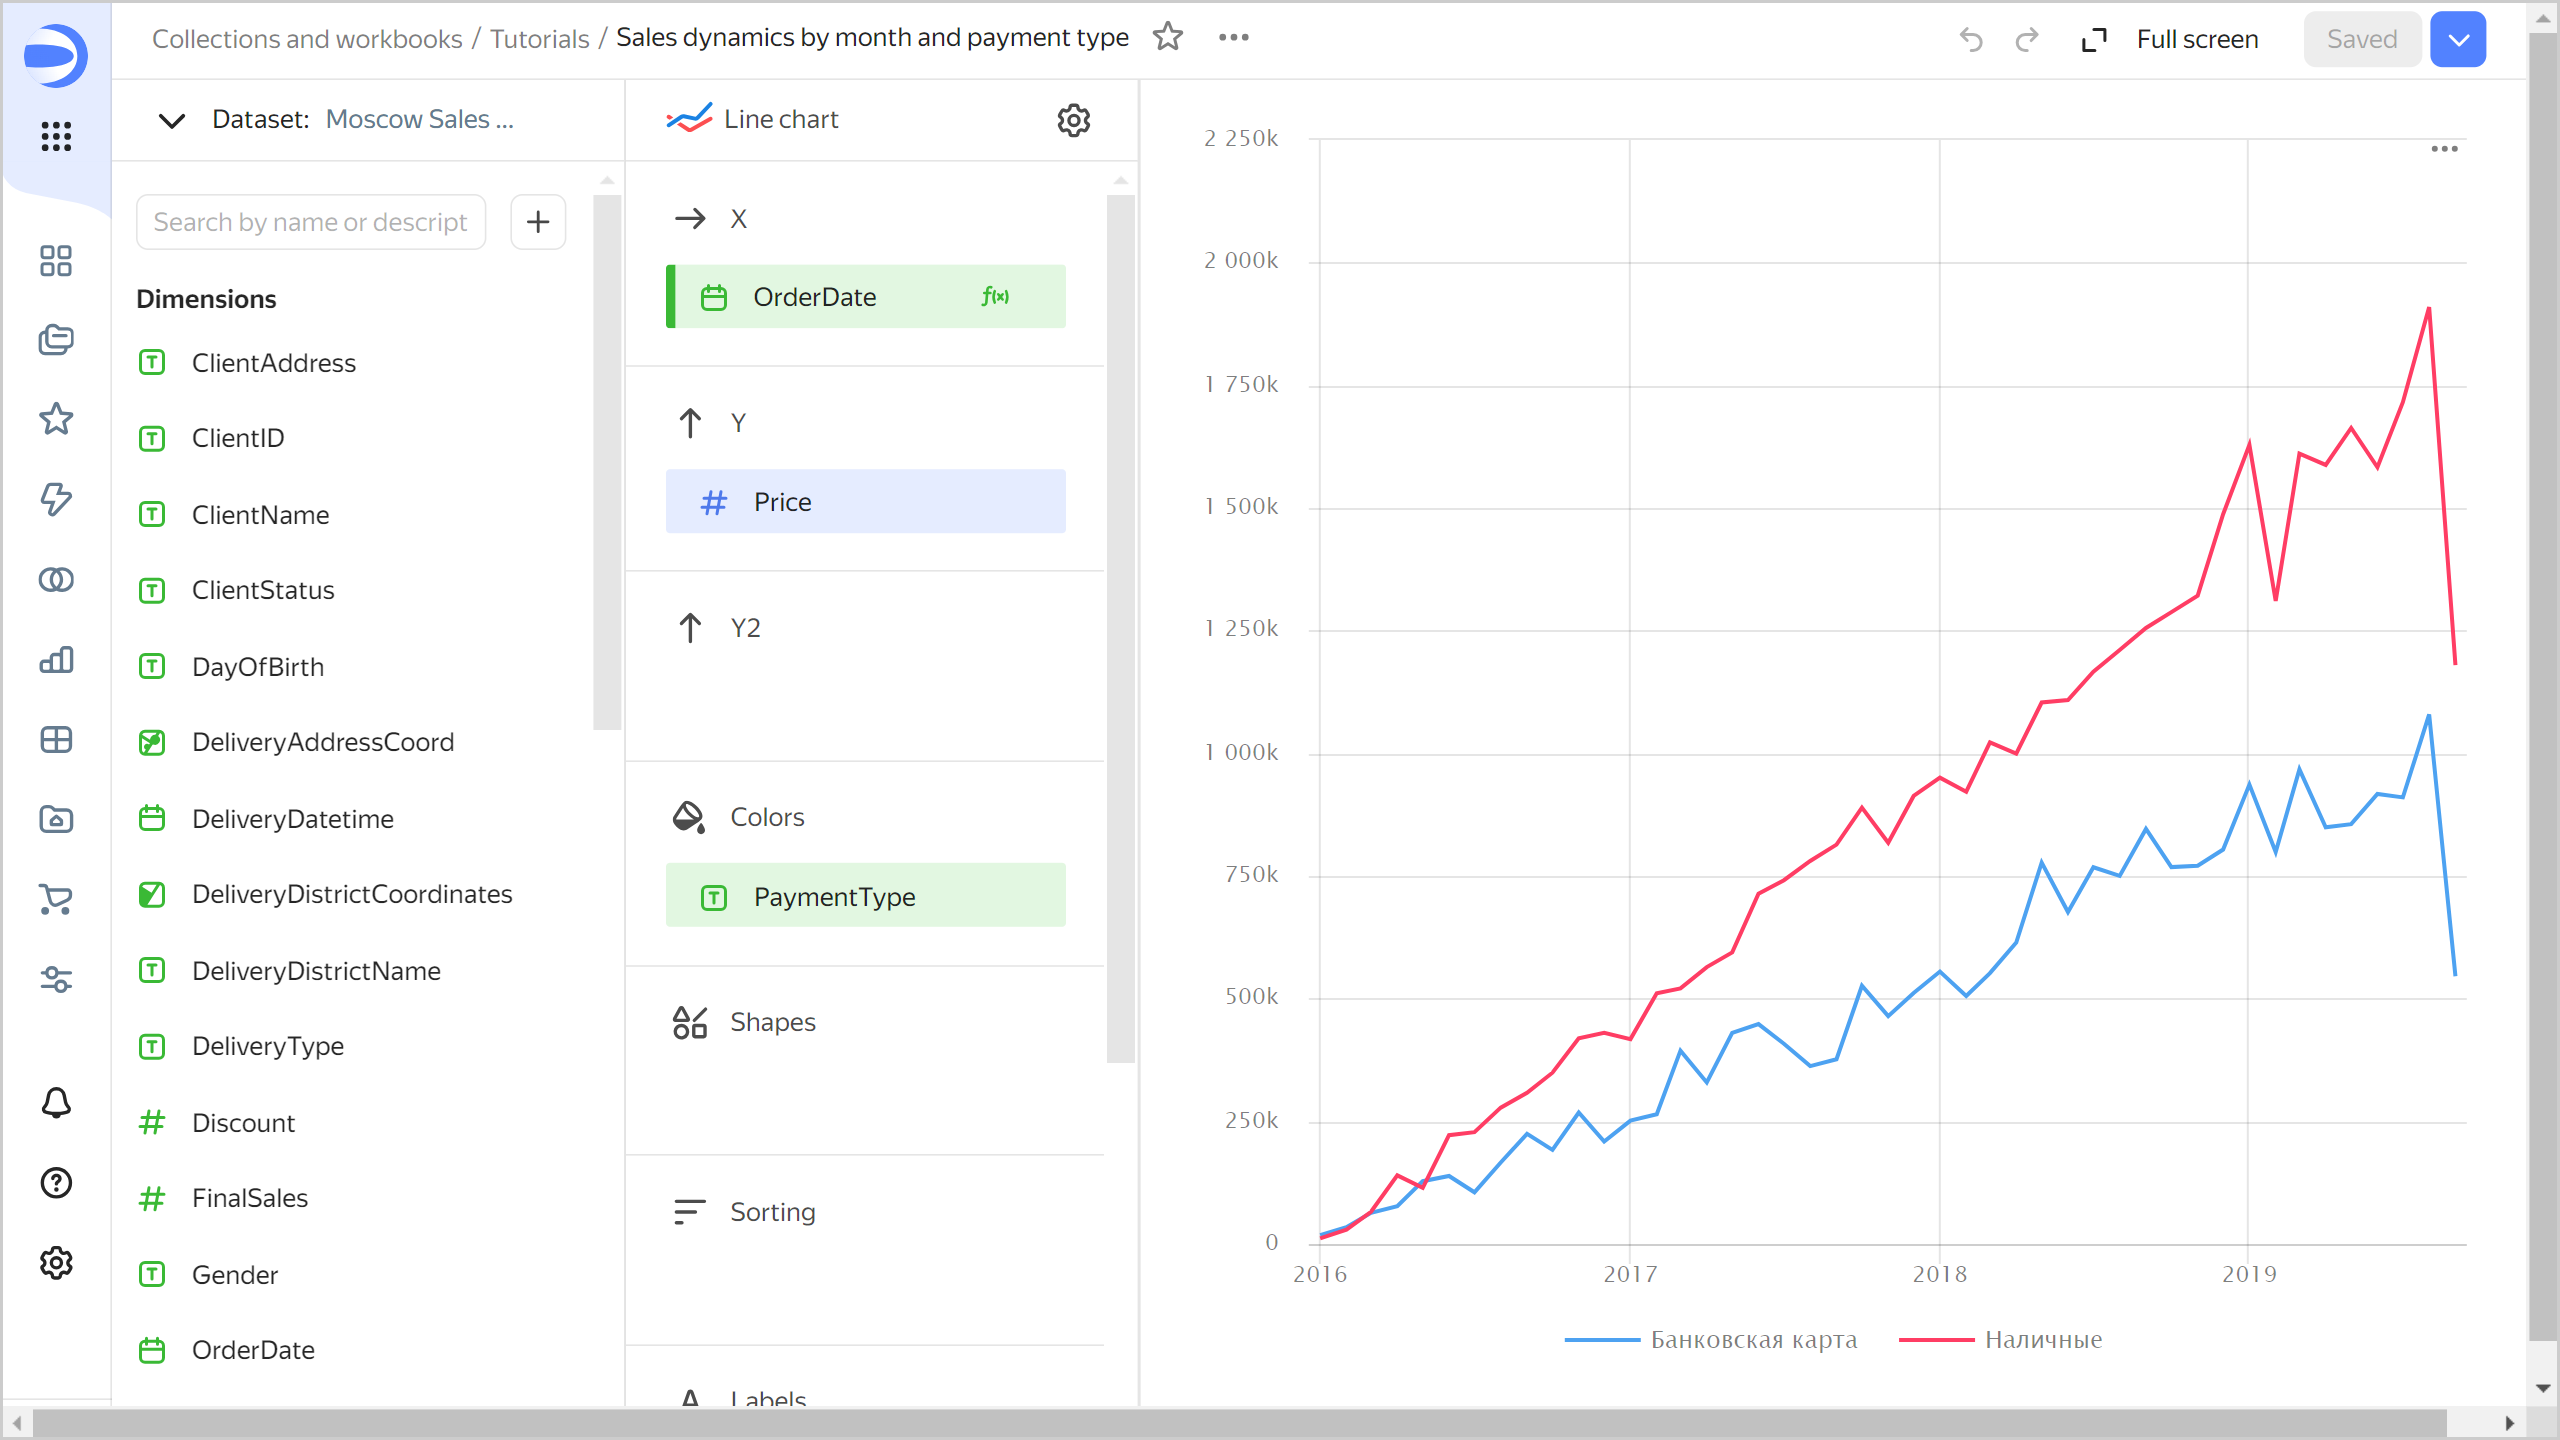 Collections and workbooks / Tutorials / Sales dynamics by month and payment type
Full screen
Saved
Dataset: Moscow Sales ...
Search by name or descript
Dimensions
ClientAddress
ClientID
ClientName
ClientStatus
DayOfBirth
DeliveryAddressCoord
DeliveryDatetime
DeliveryDistrictCoordinates
DeliveryDistrictName
DeliveryType
Discount
FinalSales
Gender
OrderDate
Line chart
X
OrderDate
f(x)
Y
Price
Y2
Colors
PaymentType
Shapes
Sorting
Labels
2 250k
2 000k
1 750k
1 500k
1 250k
1 000k
750k
500k
250k
0
2016 2017 2018 2019
Банковская карта Наличные